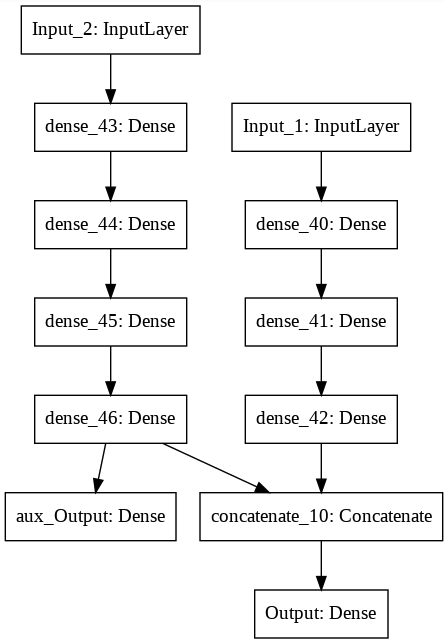 Input_2: InputLayer
dense_43: Dense
Input_1: InputLayer
dense_44: Dense
dense_40: Dense
dense_45: Dense
dense_41: Dense
dense_46: Dense
dense_42: Dense
aux_Output: Dense
concatenate_10: Concatenate
Output: Dense